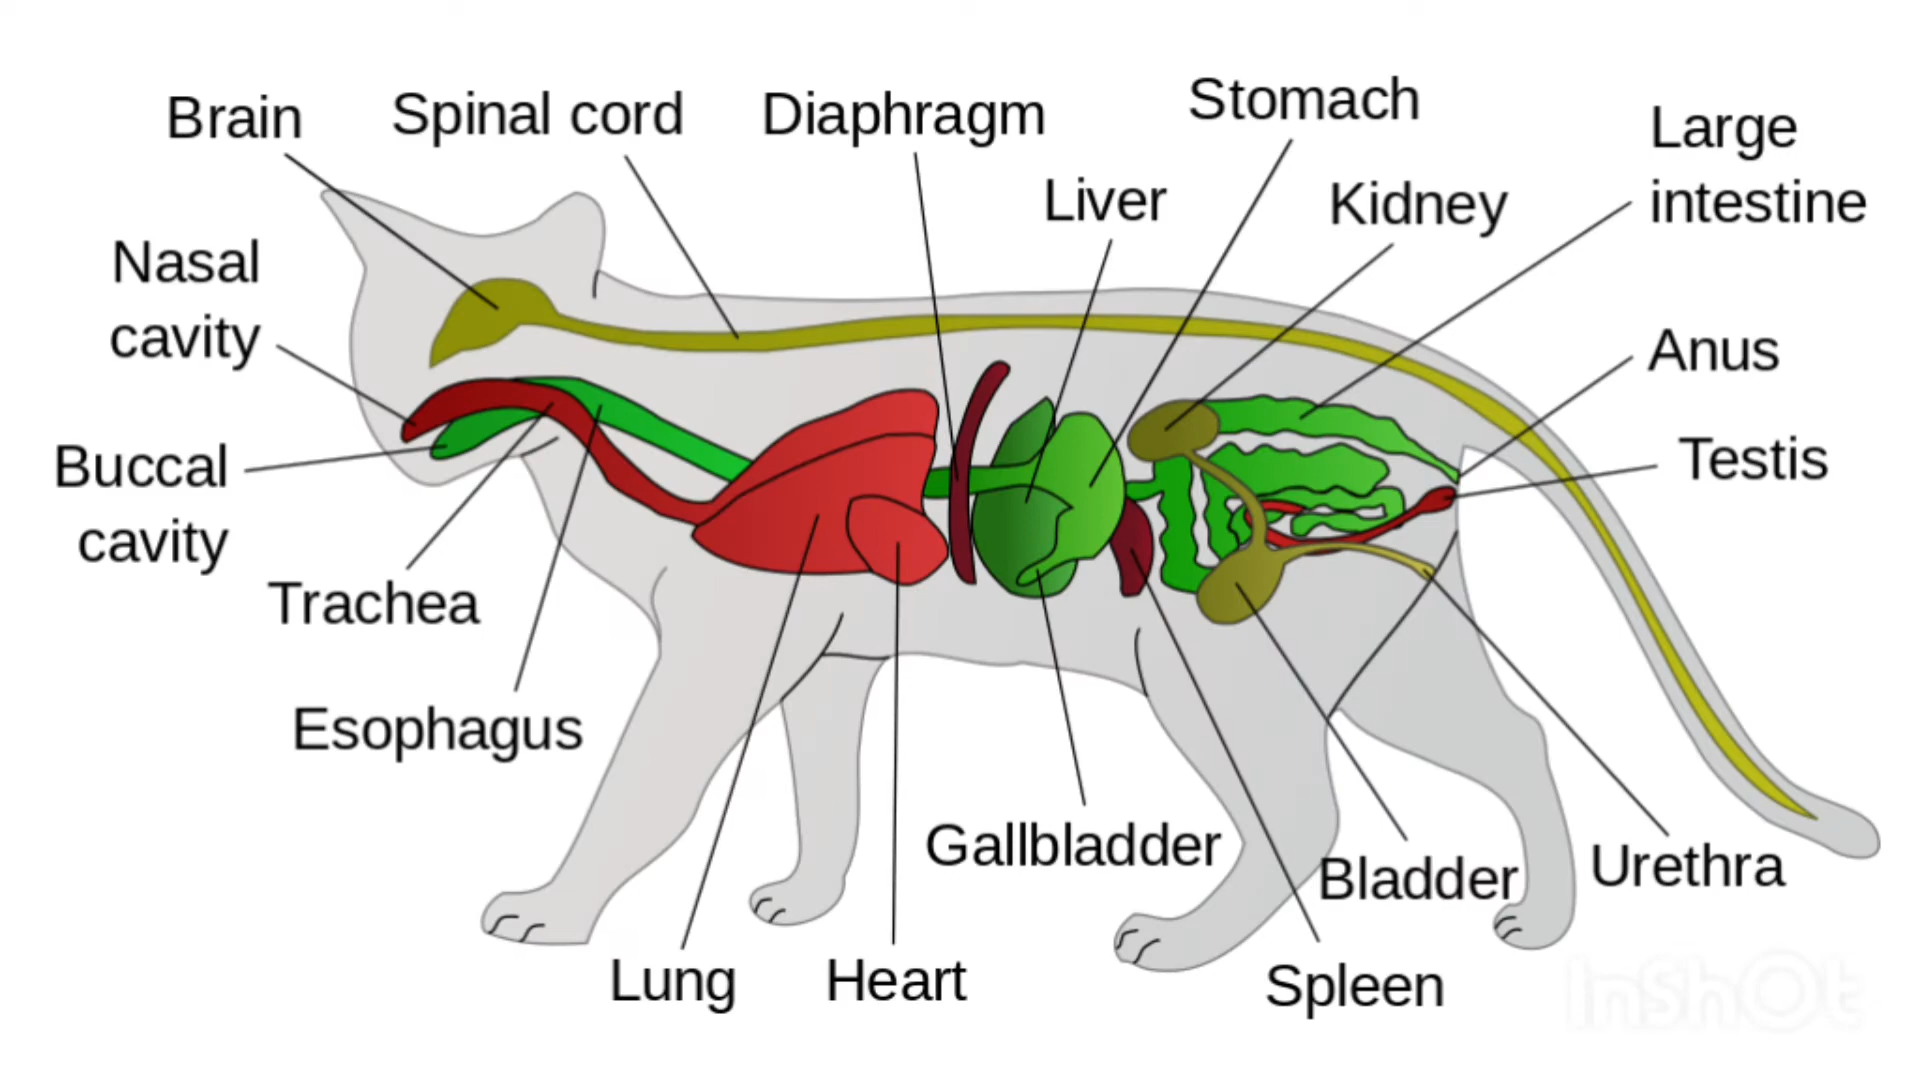 Brain
Spinal cord
Diaphragm
Stomach
Large
intestine
Liver
Kidney
Nasal
cavity
Anus
Buccal
cavity
Testis
Trachea
Esophagus
Gallbladder
Bladder
Urethra
Lung
Heart
Spleen
InShOt